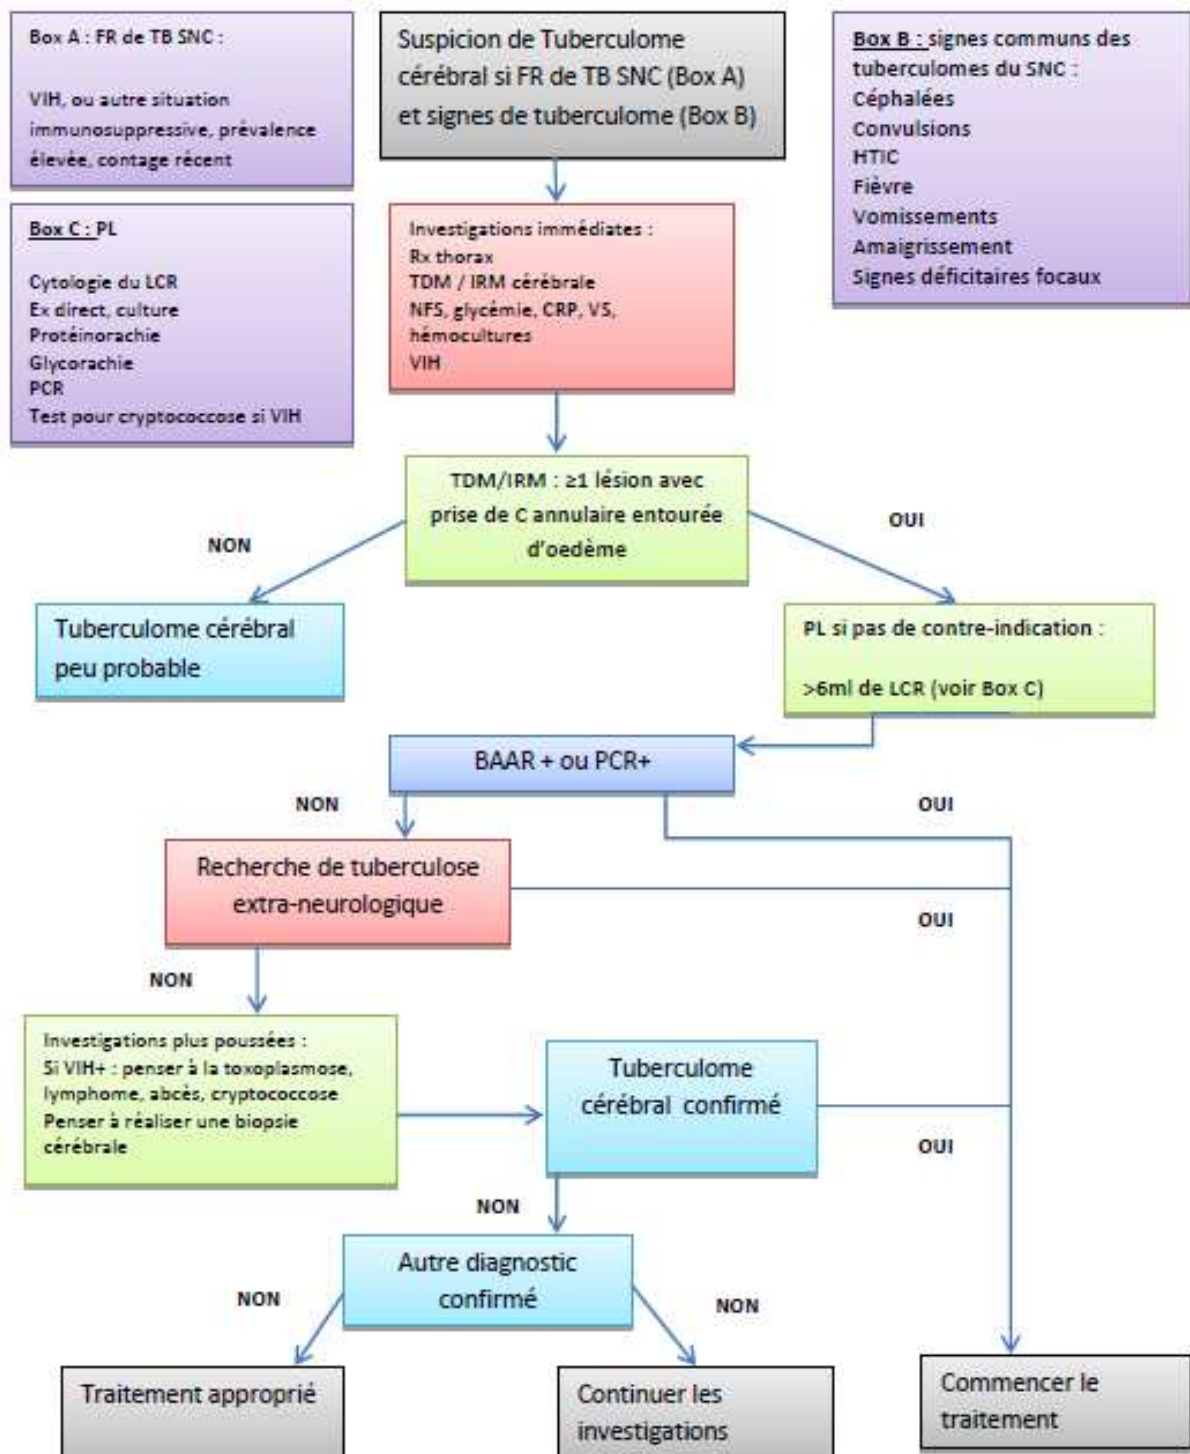 Box A : FR de TB SNC :
VIH, ou autre situation
immunosuppressive, prévalence
élevée, contage récent
Suspicion de Tuberculome
cérébral si FR de TB SNC (Box A)
et signes de tuberculome (Box B)
Box B : signes communs des
tuberculomes du SNC :
Céphalées
Convulsions
HTIC
Fièvre
Vomissements
Amaigrissement
Signes déficitaires focaux
Box C : PL
Cytologie du LCR
Ex direct, culture
Protéinorachie
Glycorachie
PCR
Test pour cryptococcose si VIH
Investigations immédiates :
Rx thorax
TDM / IRM cérébrale
NFS, glycémie, CRP, VS,
hémocultures
VIH
TDM/IRM : ≥1 lésion avec
prise de C annulaire entourée
d'oedème
NON
OUI
Tuberculome cérébral
peu probable
PL si pas de contre-indication :
>6ml de LCR (voir Box C)
BAAR + ou PCR+
NON
OUI
Recherche de tuberculose
extra-neurologique
OUI
NON
Investigations plus poussées :
Si VIH+ : penser à la toxoplasmose,
lymphome, abcès, cryptococcose
Penser à réaliser une biopsie
cérébrale
Tuberculome
cérébral confirmé
OUI
NON
Autre diagnostic
confirmé
NON
NON
Traitement approprié
Continuer les
investigations
Commencer le
traitement